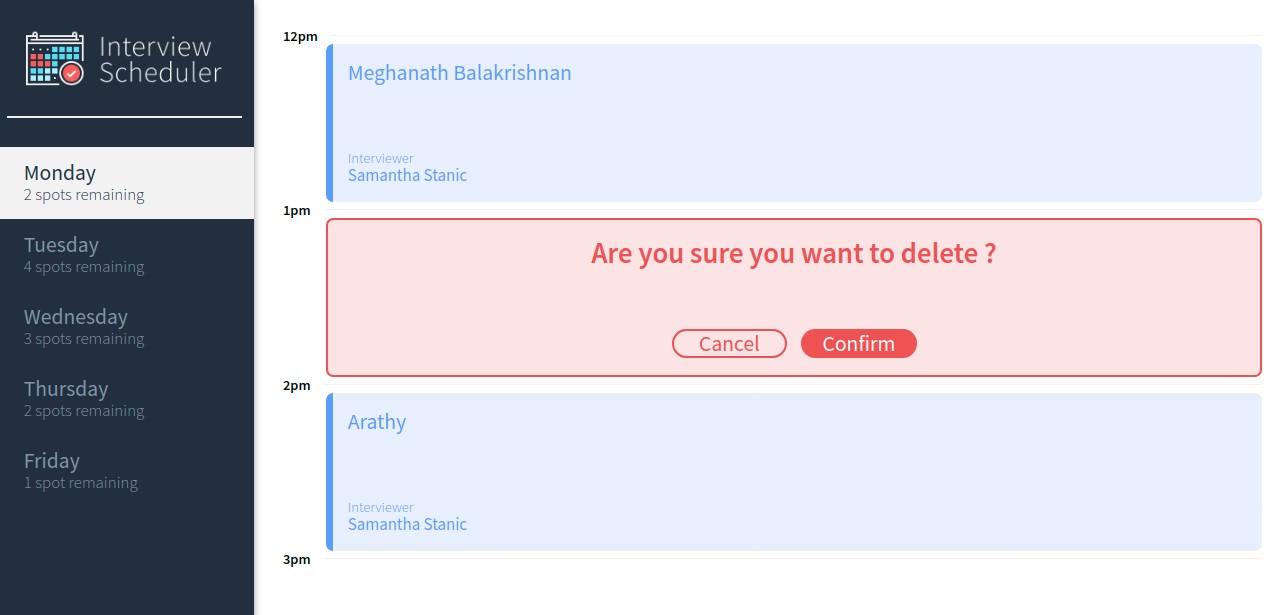 Interview
Scheduler
Monday
2 spots remaining
Tuesday
4 spots remaining
Wednesday
3 spots remaining
Thursday
2 spots remaining
Friday
1 spot remaining
12pm
Meghanath Balakrishnan
Interviewer
Samantha Stanic
1pm
Are you sure you want to delete ?
Cancel Confirm
2pm
Arathy
Interviewer
Samantha Stanic
3pm